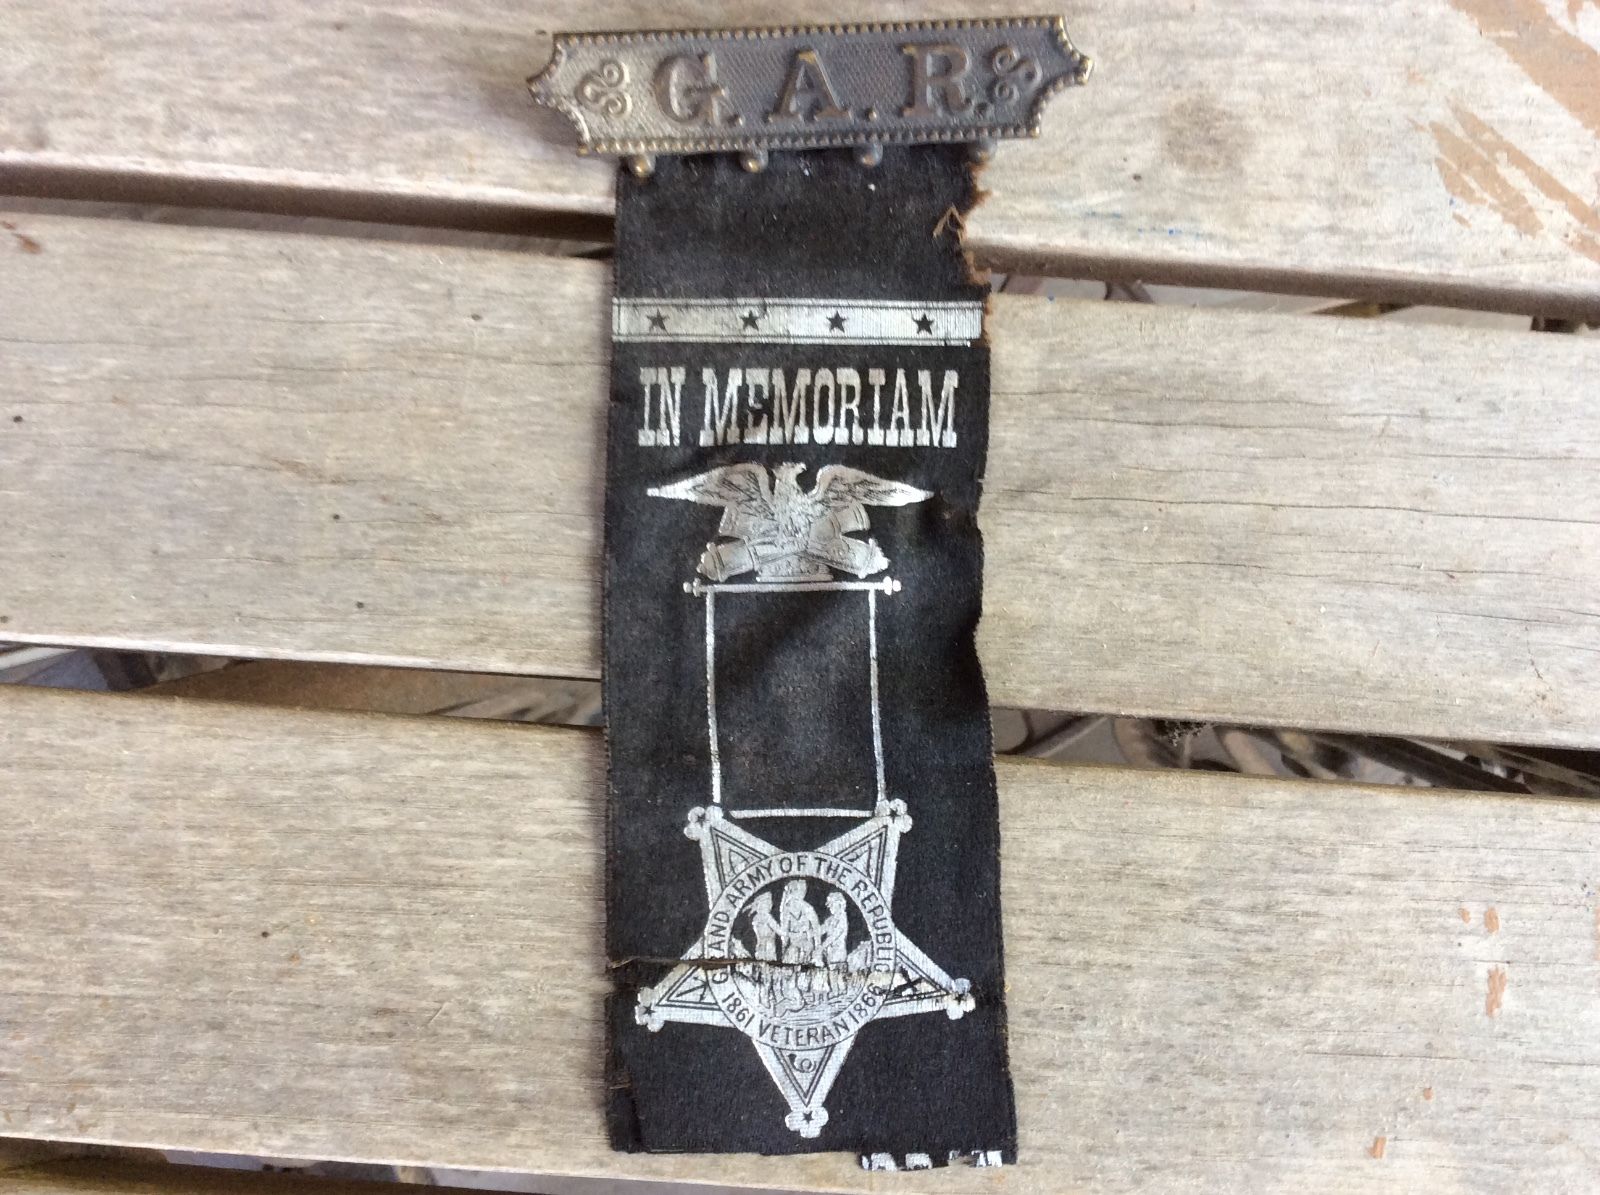 G. A. R.
IN MEMORIAM
GRAND ARMY OF THE REPUBLIC
1861 VETERAN 1866